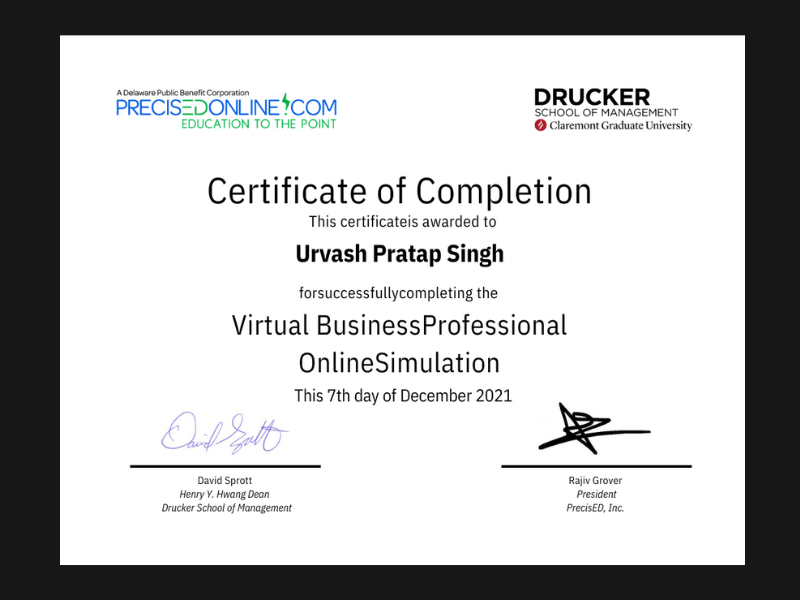 A Delaware Public Benefit Corporation
PRECISEDONLINE.COM
EDUCATION TO THE POINT
DRUCKER
SCHOOL OF MANAGEMENT
Claremont Graduate University
Certificate of Completion
This certificateis awarded to
Urvash Pratap Singh
forsuccessfullycompleting the
Virtual BusinessProfessional
OnlineSimulation
This 7th day of December 2021
David Sprott
David Sprott
Henry Y. Hwang Dean
Drucker School of Management
Rajiv Grover
President
PrecisED, Inc.